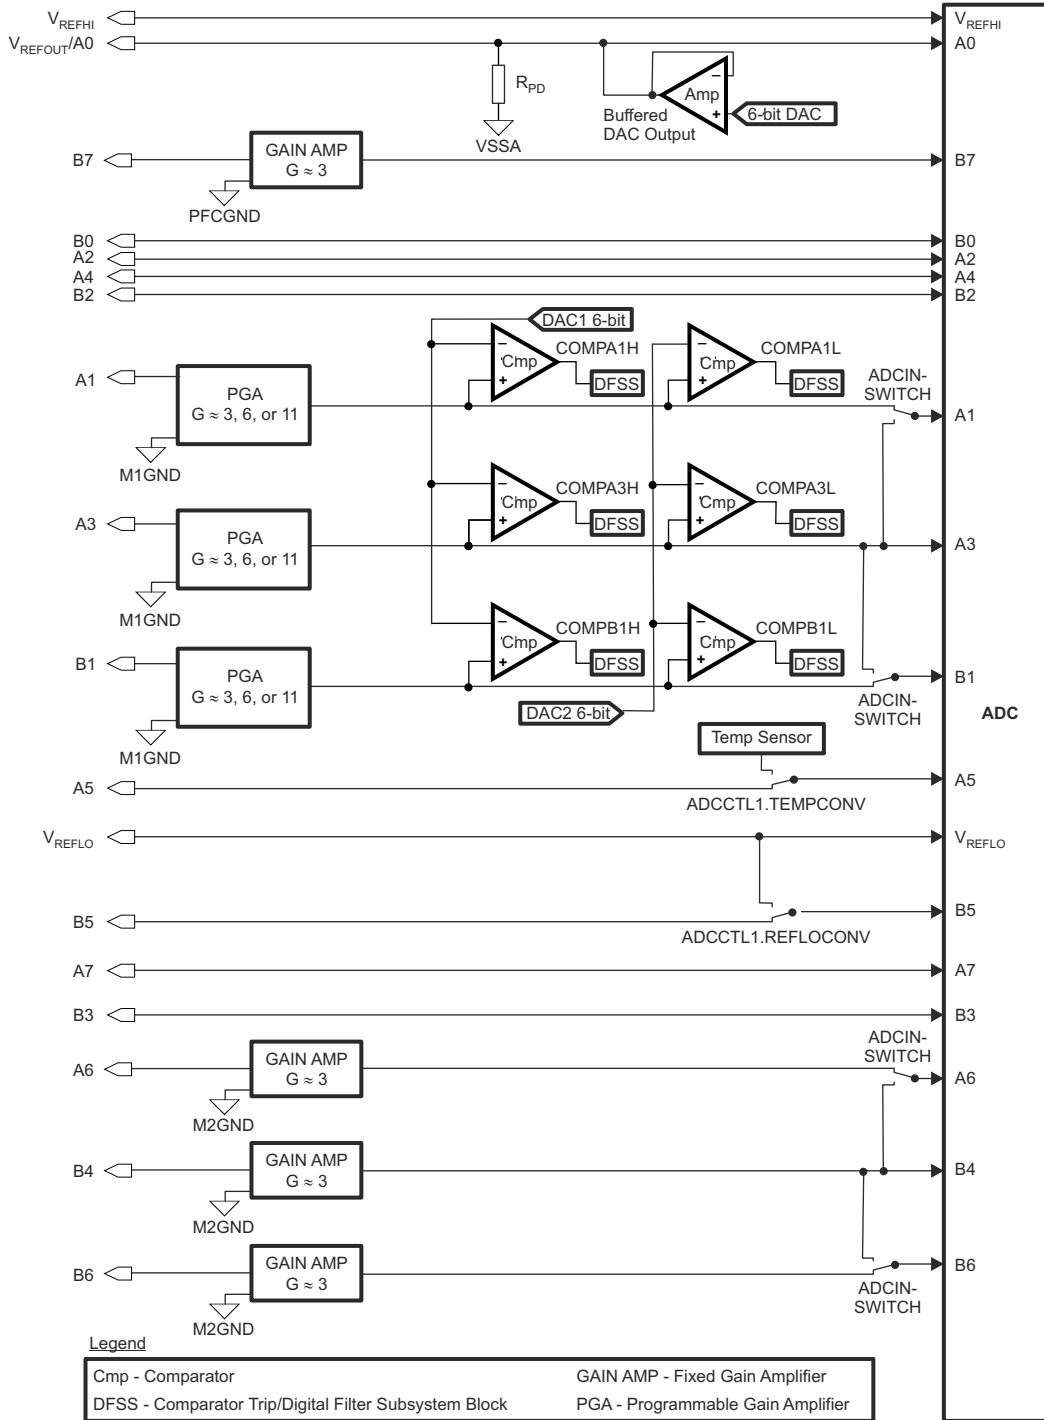 VREFHI
VREFHI
VREFOUT/A0
A0
RPD
Amp
−
+
6-bit DAC
Buffered
DAC Output
VSSA
B7
GAIN AMP
G ≈ 3
B7
PFCGND
B0
B0
A2
A2
A4
A4
B2
B2
DAC1 6-bit
A1
PGA
G ≈ 3, 6, or 11
M1GND
−
Cmp
+
COMPA1H
DFSS
−
Cmp
+
COMPA1L
DFSS
ADCIN-
SWITCH
A1
A3
PGA
G ≈ 3, 6, or 11
M1GND
−
Cmp
+
COMPA3H
DFSS
−
Cmp
+
COMPA3L
DFSS
A3
B1
PGA
G ≈ 3, 6, or 11
M1GND
−
Cmp
+
COMPB1H
DFSS
−
Cmp
+
COMPB1L
DFSS
B1
ADCIN-
SWITCH
DAC2 6-bit
ADC
Temp Sensor
A5
A5
ADCCTL1.TEMPCONV
VREFLO
VREFLO
B5
B5
ADCCTL1.REFLOCONV
A7
A7
B3
B3
ADCIN-
SWITCH
A6
GAIN AMP
G ≈ 3
A6
M2GND
B4
GAIN AMP
G ≈ 3
B4
M2GND
B6
GAIN AMP
G ≈ 3
B6
ADCIN-
SWITCH
M2GND
Legend
Cmp - Comparator
GAIN AMP - Fixed Gain Amplifier
DFSS - Comparator Trip/Digital Filter Subsystem Block
PGA - Programmable Gain Amplifier